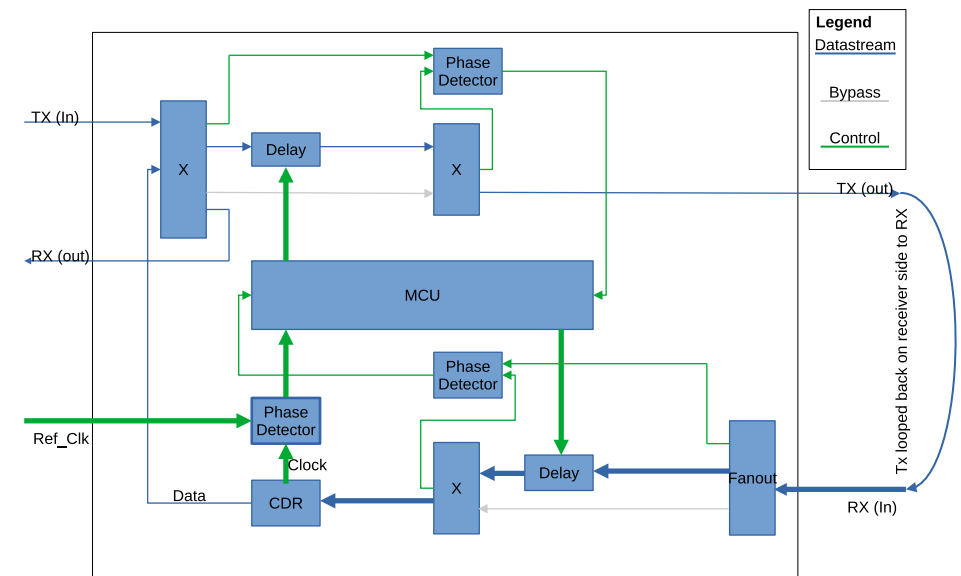 Legend
Datastream
Bypass
Control
Phase
Detector
TX (In)
X
Delay
X
TX (out)
RX (out)
MCU
Tx looped back on receiver side to RX
Phase
Detector
Phase
Detector
Ref_Clk
Clock
X
Delay
Fanout
Data
CDR
RX (In)